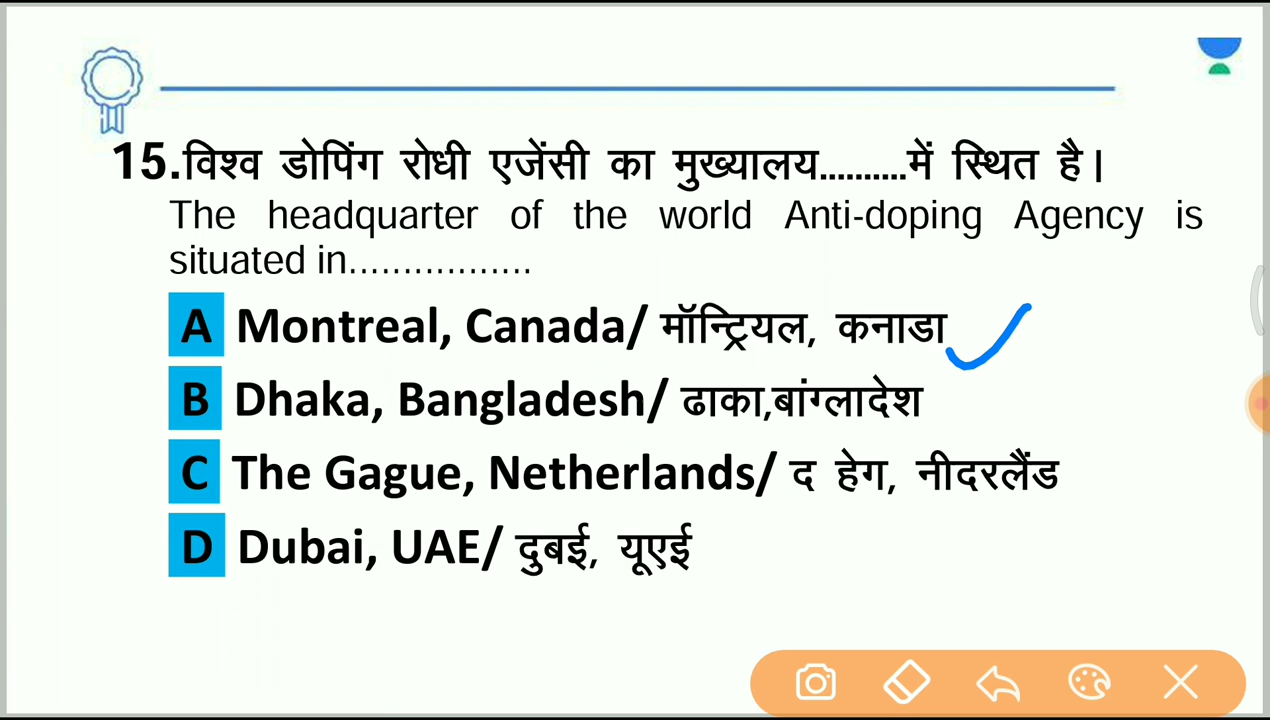 15.विश्व डोपिंग रोधी एजेंसी का मुख्यालय..........में स्थित है।
The headquarter of the world Anti-doping Agency is
situated in.................
A Montreal, Canada/ मॉन्ट्रियल, कनाडा
B Dhaka, Bangladesh/ ढाका,बांग्लादेश
C The Gague, Netherlands/ द हेग, नीदरलैंड
D Dubai, UAE/ दुबई, यूएई